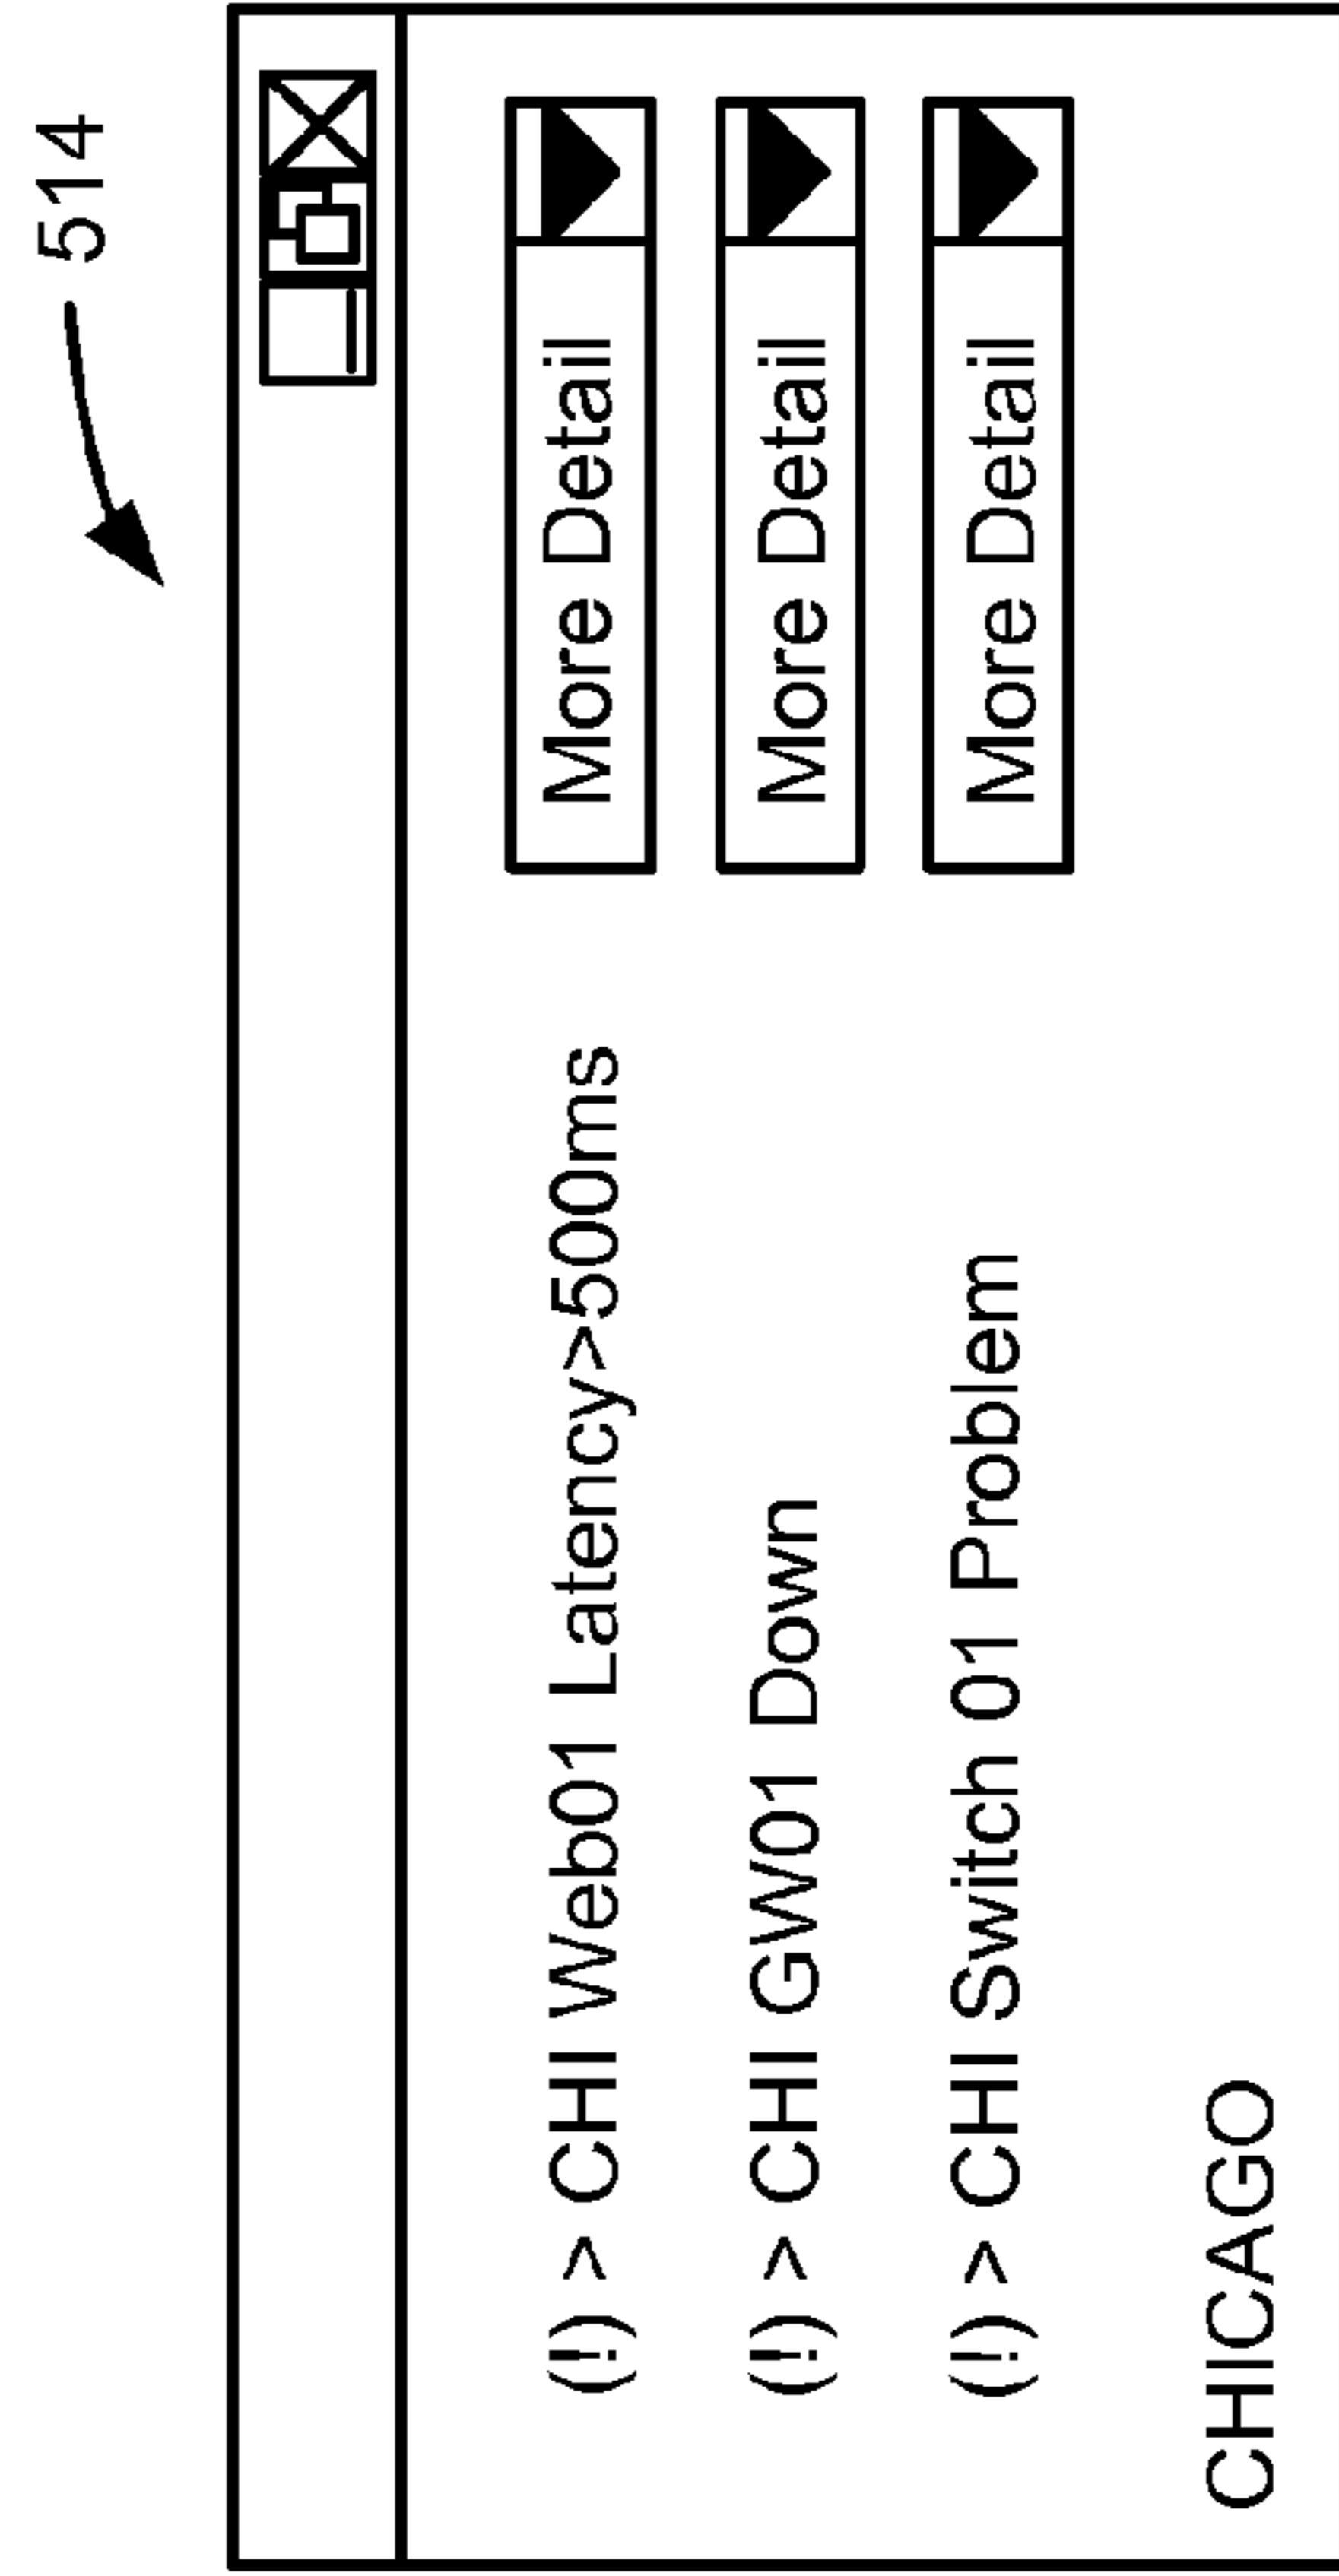 514
(!) > CHI Web01 Latency>500ms More Detail
(!) > CHI GW01 Down More Detail
(!) > CHI Switch 01 Problem More Detail
CHICAGO